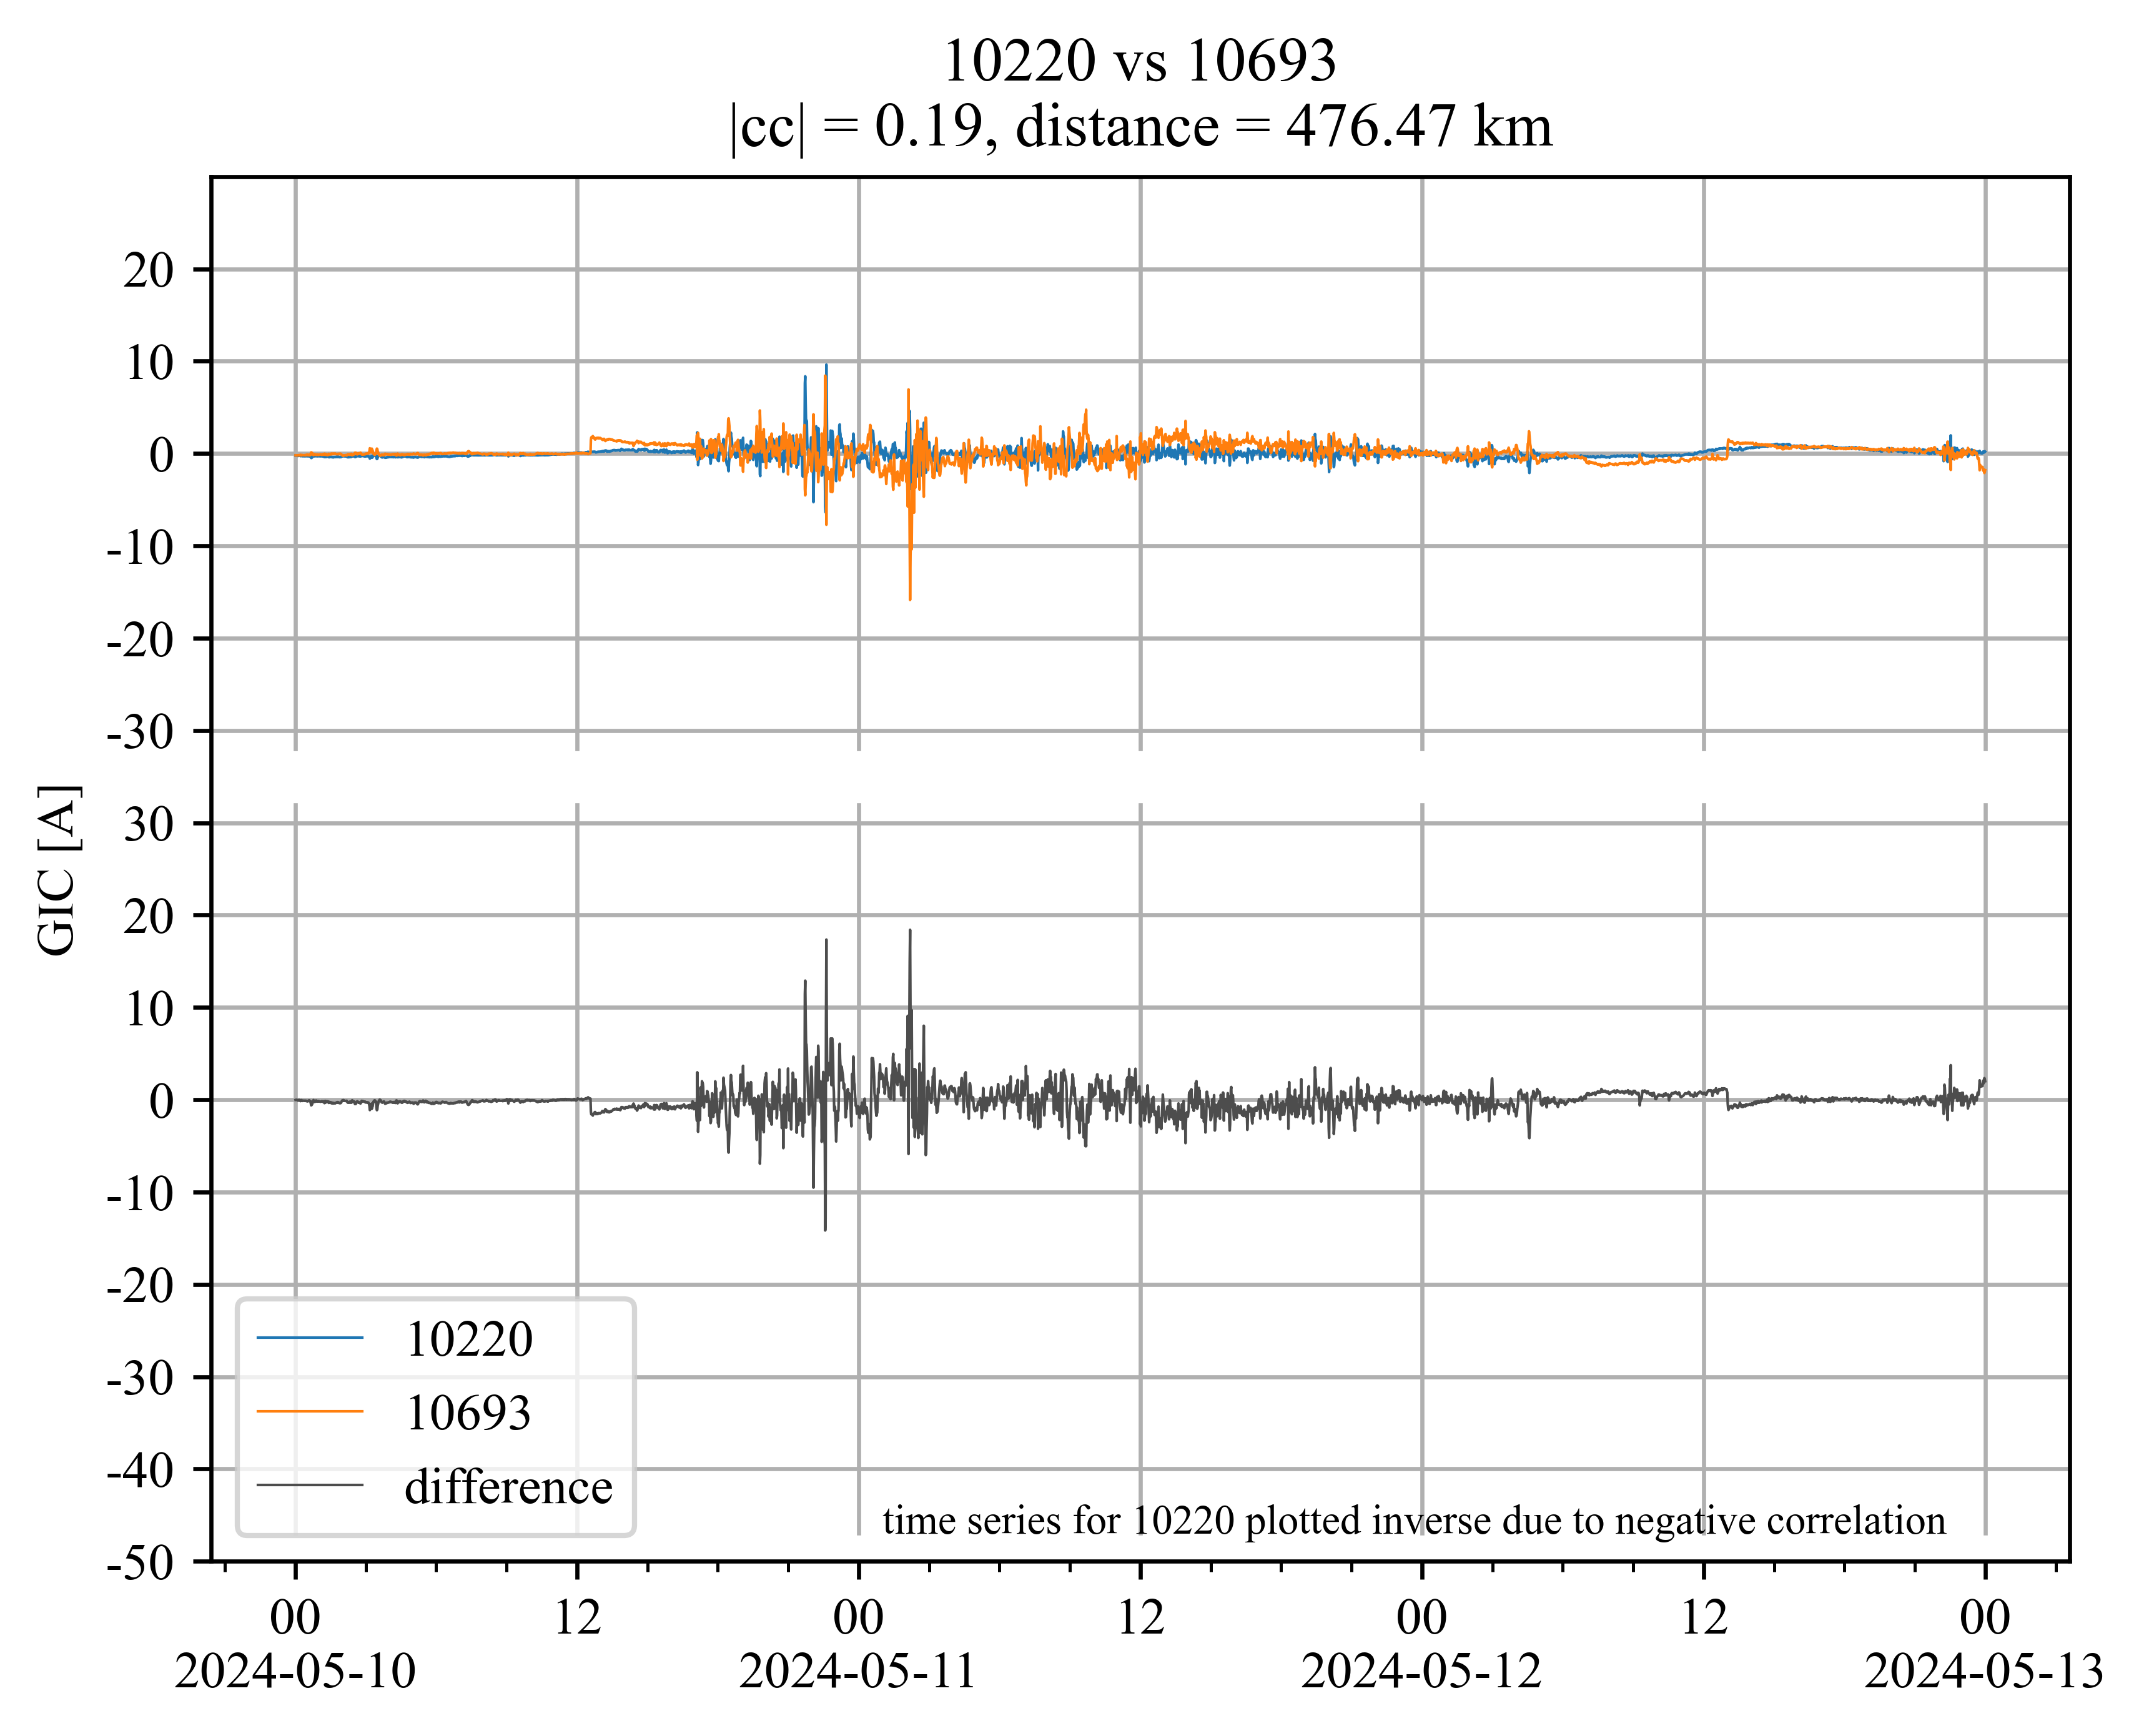 10220 vs 10693
|cc| = 0.19, distance = 476.47 km
20
10
0
-10
-20
-30
30
20
10
0
-10
-20
-30
-40
-50
GIC [A]
10220
10693
difference
time series for 10220 plotted inverse due to negative correlation
00 12 00 12 00 12 00
2024-05-10 2024-05-11 2024-05-12 2024-05-13